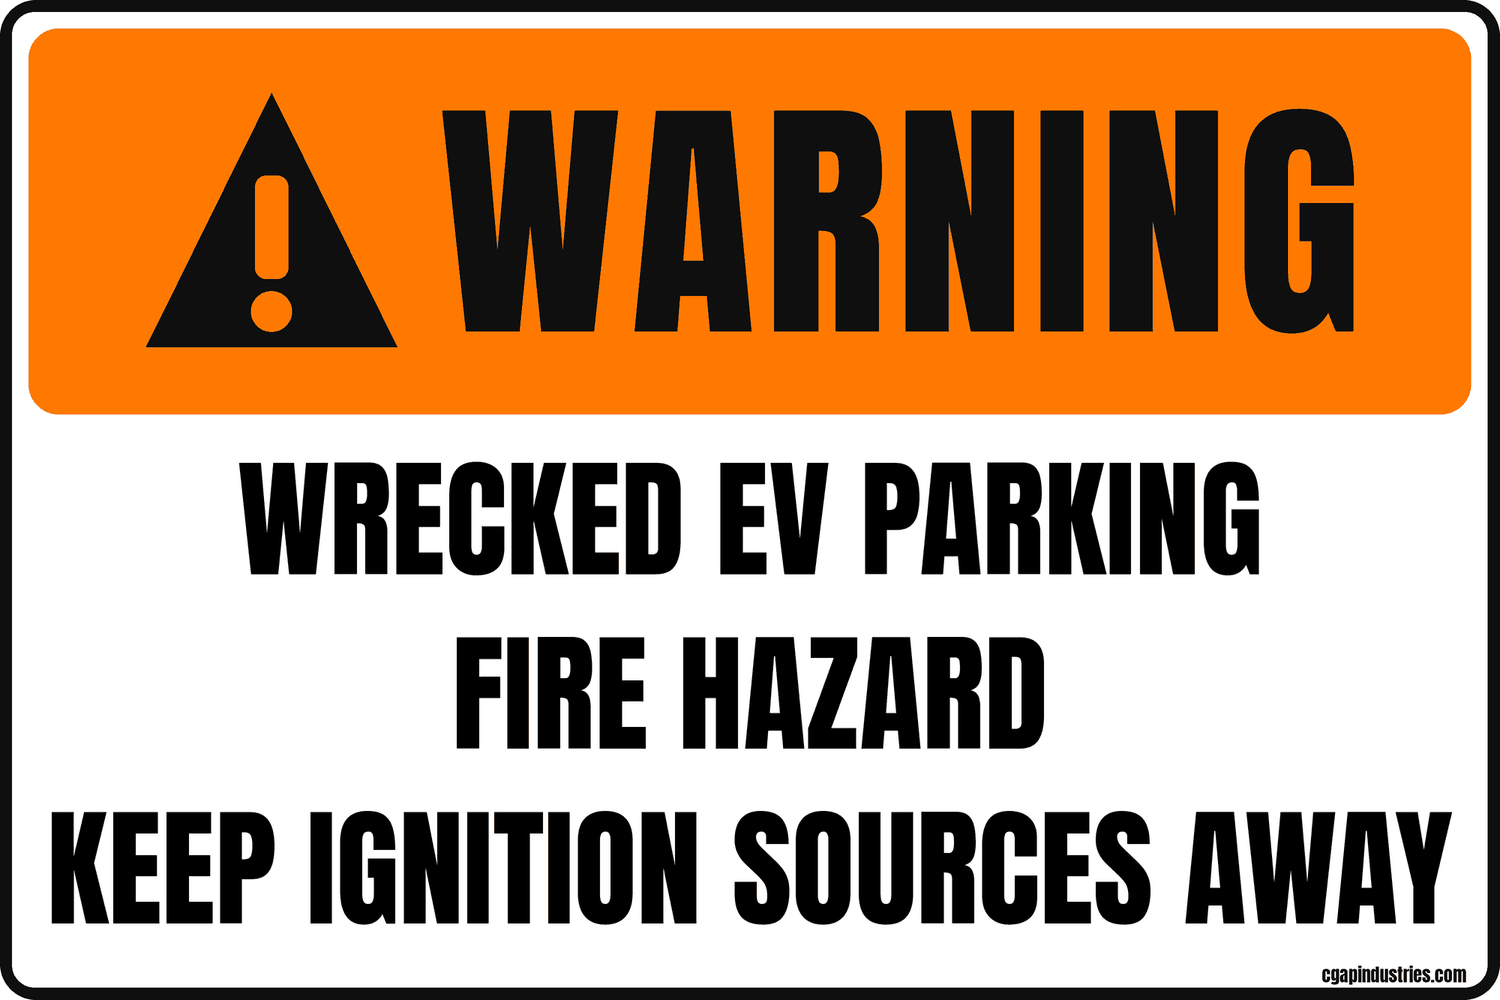 WARNING
WRECKED EV PARKING
FIRE HAZARD
KEEP IGNITION SOURCES AWAY
cgapindustries.com